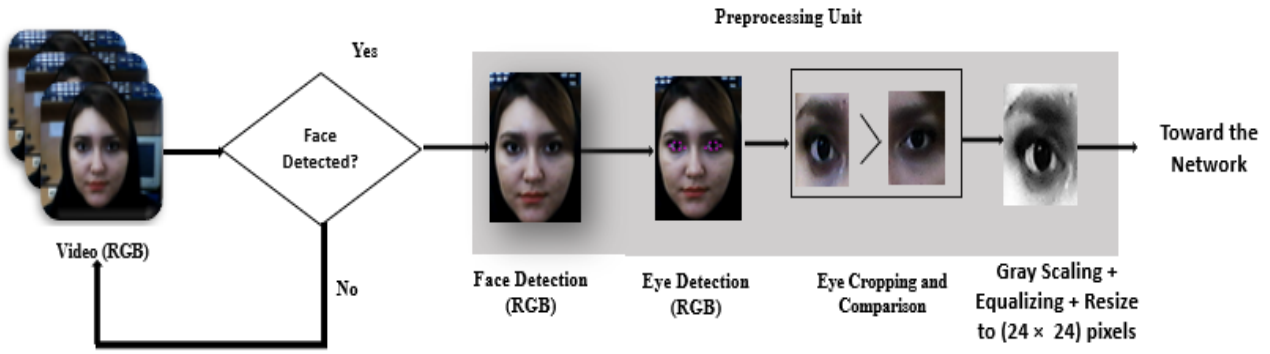 Preprocessing Unit
Yes
Face
Detected?
Toward the
Network
Video (RGB)
No
Face Detection
(RGB)
Eye Detection
(RGB)
Eye Cropping and
Comparison
Gray Scaling +
Equalizing + Resize
to (24 × 24) pixels